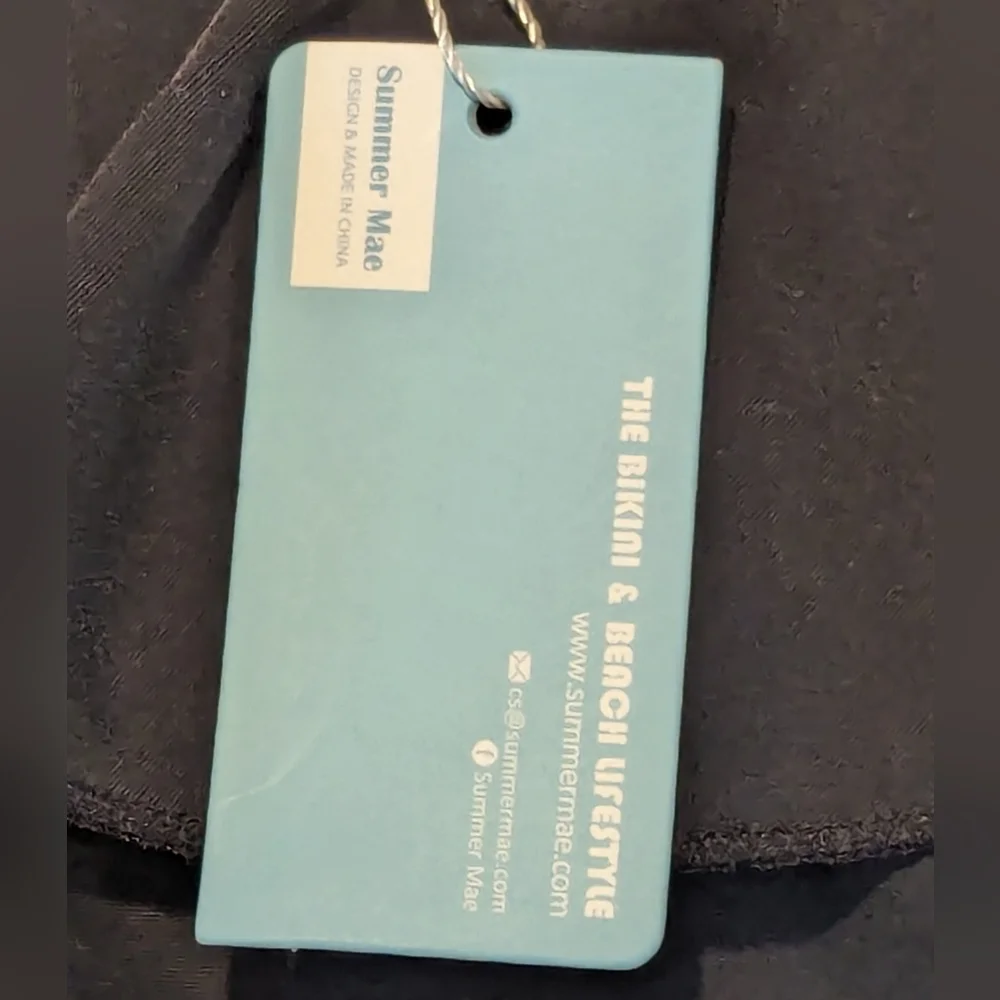 Summer Mae
DESIGN & MADE IN CHINA
THE BIKINI & BEACH LIFESTYLE
www.summermae.com
cs@summermae.com
Summer Mae